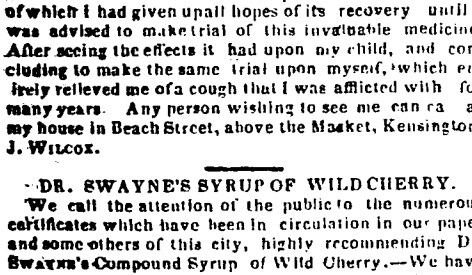 of which I had given up all hopes of its recovery until
was advised to make trial of this invaluable medicine
After seeing the effects it had upon my child, and con
cluding to make the same trial upon myself, which en
irely relieved me of a cough that I was afflicted with fo
many years. Any person wishing to see me can ca a
my house in Beach Street, above the Market, Kensington
J. WILCOX.
DR. SWAYNE'S SYRUP OF WILD CHERRY.
We call the attention of the public to the numerou
certificates which have been in circulation in our pape
and some others of this city, highly recommending D
SWAYNE'S Compound Syrup of Wild Cherry.—We hav